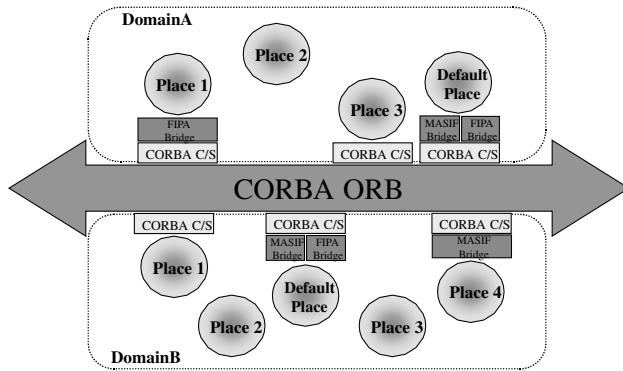 DomainA
Place 2
Default
Place
Place 1
Place 3
FIPA
Bridge
MASIF
Bridge
FIPA
Bridge
CORBA C/S
CORBA C/S
CORBA C/S
CORBA ORB
CORBA C/S
CORBA C/S
CORBA C/S
MASIF
Bridge
FIPA
Bridge
MASIF
Bridge
Place 1
Default
Place
Place 4
Place 2
Place 3
DomainB